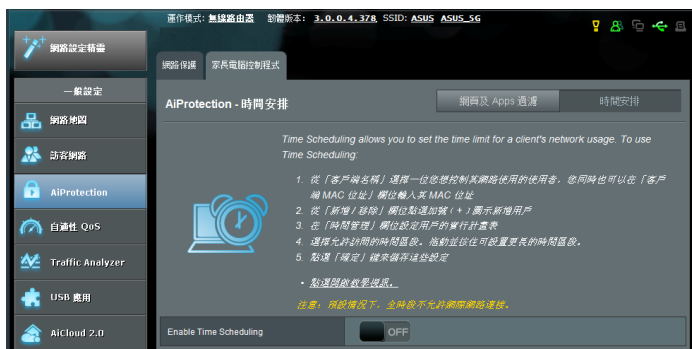 運作模式: 無線路由器 韌體版本: 3.0.0.4.378 SSID: ASUS ASUS_5G
網路設定精靈
網路保護 家長電腦控制程式
一般設定
AiProtection - 時間安排
網頁及 Apps 過濾 時間安排
網路地圖
訪客網路
AiProtection
自適性 QoS
Traffic Analyzer
USB 應用
AiCloud 2.0
Time Scheduling allows you to set the time limit for a client's network usage. To use
Time Scheduling:
1. 從「客戶端名稱」選擇一位您想控制其網路使用的使用者，您同時也可以在「客戶
端 MAC 位址」欄位輸入其 MAC 位址
2. 從「新增 / 移除」欄位點選加號 ( + ) 圖示新增用戶
3. 在「時間管理」欄位設定用戶的實行計畫表
4. 選擇允許訪問的時間區段。拖動並按住可設置更長的時間區段。
5. 點選「確定」鍵來儲存這些設定
• 點選開啟教學視訊。
注意：預設情況下，全時段不允許網際網路連接。
Enable Time Scheduling OFF